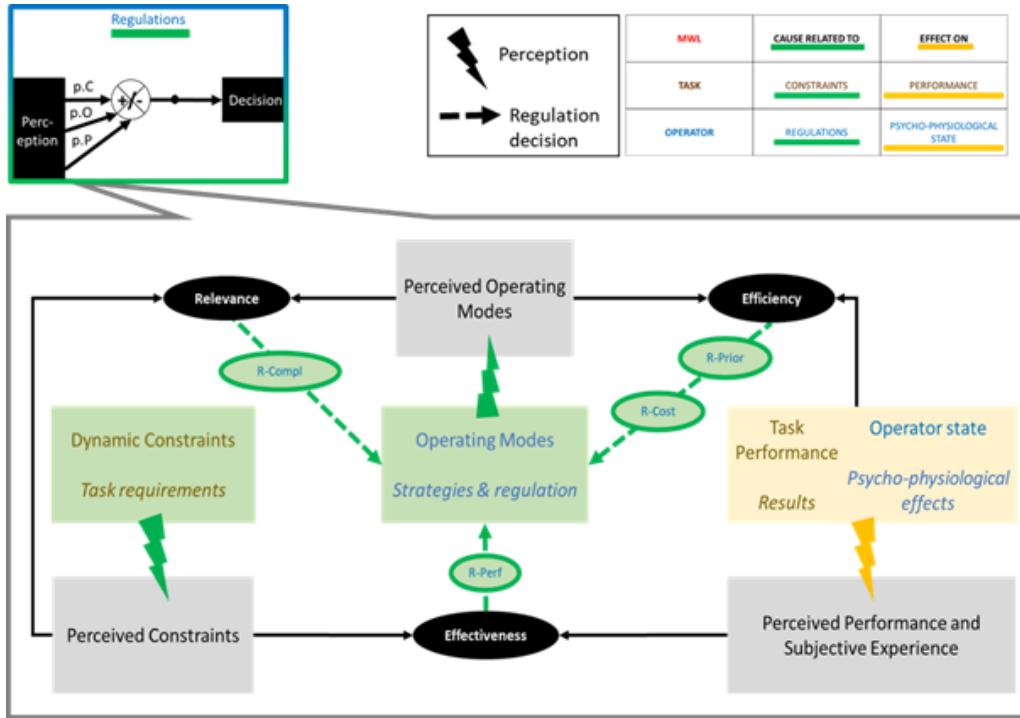 Regulations
p.C
p.O
p.P
Perc-
eption
+/-
Decision
Perception
Regulation
decision
MWL
CAUSE RELATED TO
EFFECT ON
TASK
CONSTRAINTS
PERFORMANCE
OPERATOR
REGULATIONS
PSYCHO-PHYSIOLOGICAL
STATE
Relevance
Perceived Operating
Modes
Efficiency
R-Compl
R-Prior
R-Cost
Dynamic Constraints
Task requirements
Operating Modes
Strategies & regulation
Task
Performance
Results
Operator state
Psycho-physiological
effects
R-Perf
Perceived Constraints
Effectiveness
Perceived Performance and
Subjective Experience